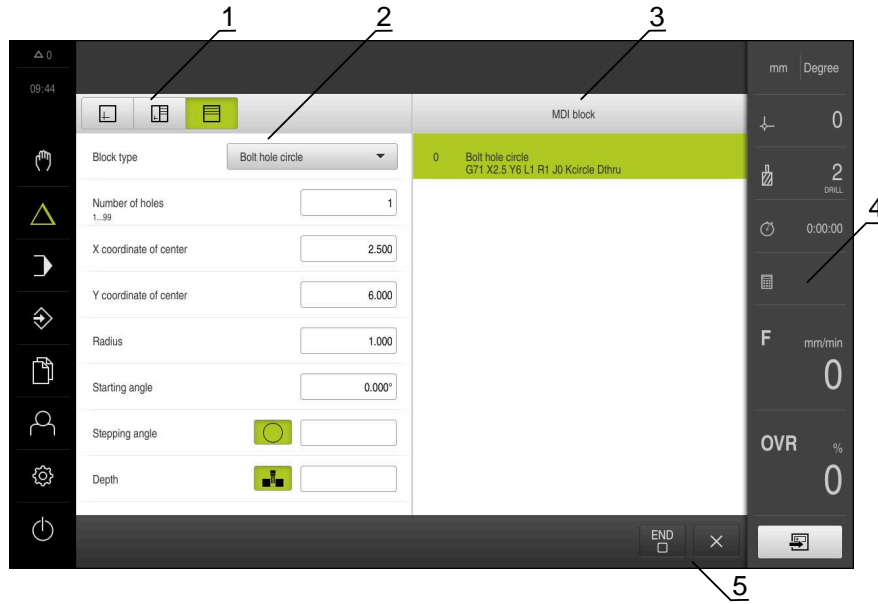 1
2
3
0
09:44
mm
Degree
MDI block
0
Block type
Bolt hole circle
0
Bolt hole circle
G71 X2.5 Y6 L1 R1 J0 Kcircle Dthru
2
DRILL
Number of holes
1...99
1
4
0:00:00
X coordinate of center
2.500
Y coordinate of center
6.000
Radius
1.000
F
mm/min
0
Starting angle
0.000°
Stepping angle
OVR
%
0
Depth
END
5